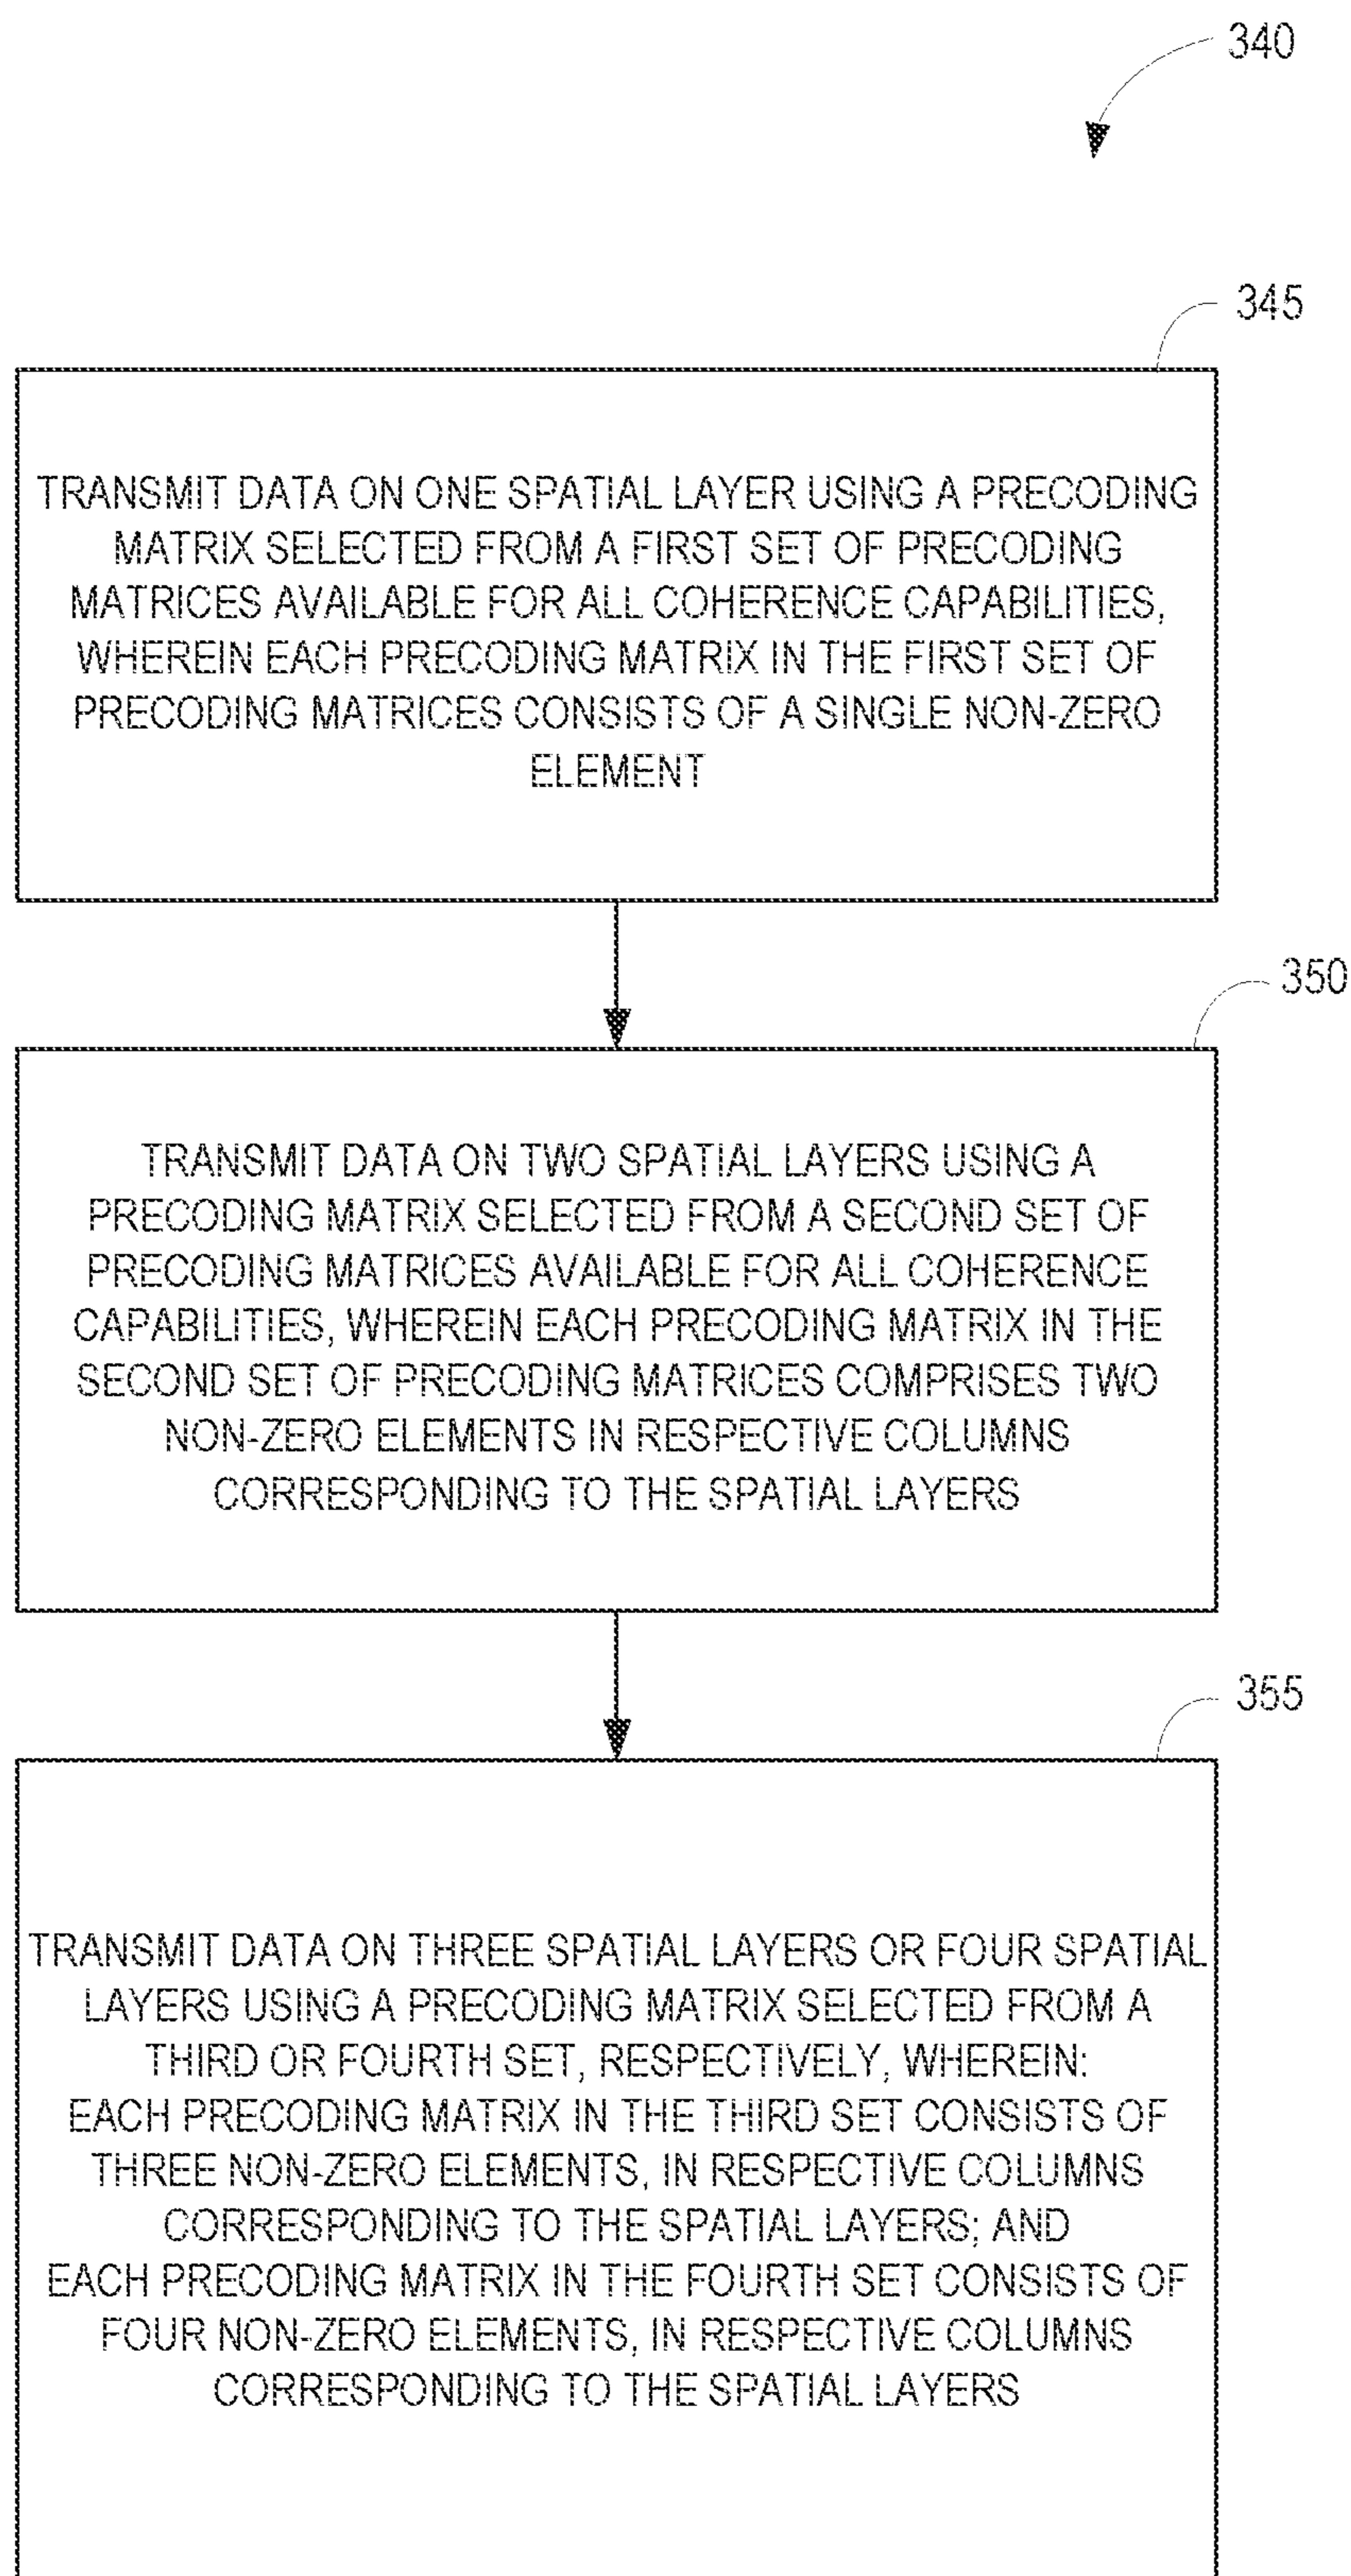 340
345
TRANSMIT DATA ON ONE SPATIAL LAYER USING A PRECODING
MATRIX SELECTED FROM A FIRST SET OF PRECODING
MATRICES AVAILABLE FOR ALL COHERENCE CAPABILITIES,
WHEREIN EACH PRECODING MATRIX IN THE FIRST SET OF
PRECODING MATRICES CONSISTS OF A SINGLE NON-ZERO
ELEMENT
350
TRANSMIT DATA ON TWO SPATIAL LAYERS USING A
PRECODING MATRIX SELECTED FROM A SECOND SET OF
PRECODING MATRICES AVAILABLE FOR ALL COHERENCE
CAPABILITIES, WHEREIN EACH PRECODING MATRIX IN THE
SECOND SET OF PRECODING MATRICES COMPRISES TWO
NON-ZERO ELEMENTS IN RESPECTIVE COLUMNS
CORRESPONDING TO THE SPATIAL LAYERS
355
TRANSMIT DATA ON THREE SPATIAL LAYERS OR FOUR SPATIAL
LAYERS USING A PRECODING MATRIX SELECTED FROM A
THIRD OR FOURTH SET, RESPECTIVELY, WHEREIN:
EACH PRECODING MATRIX IN THE THIRD SET CONSISTS OF
THREE NON-ZERO ELEMENTS, IN RESPECTIVE COLUMNS
CORRESPONDING TO THE SPATIAL LAYERS; AND
EACH PRECODING MATRIX IN THE FOURTH SET CONSISTS OF
FOUR NON-ZERO ELEMENTS, IN RESPECTIVE COLUMNS
CORRESPONDING TO THE SPATIAL LAYERS